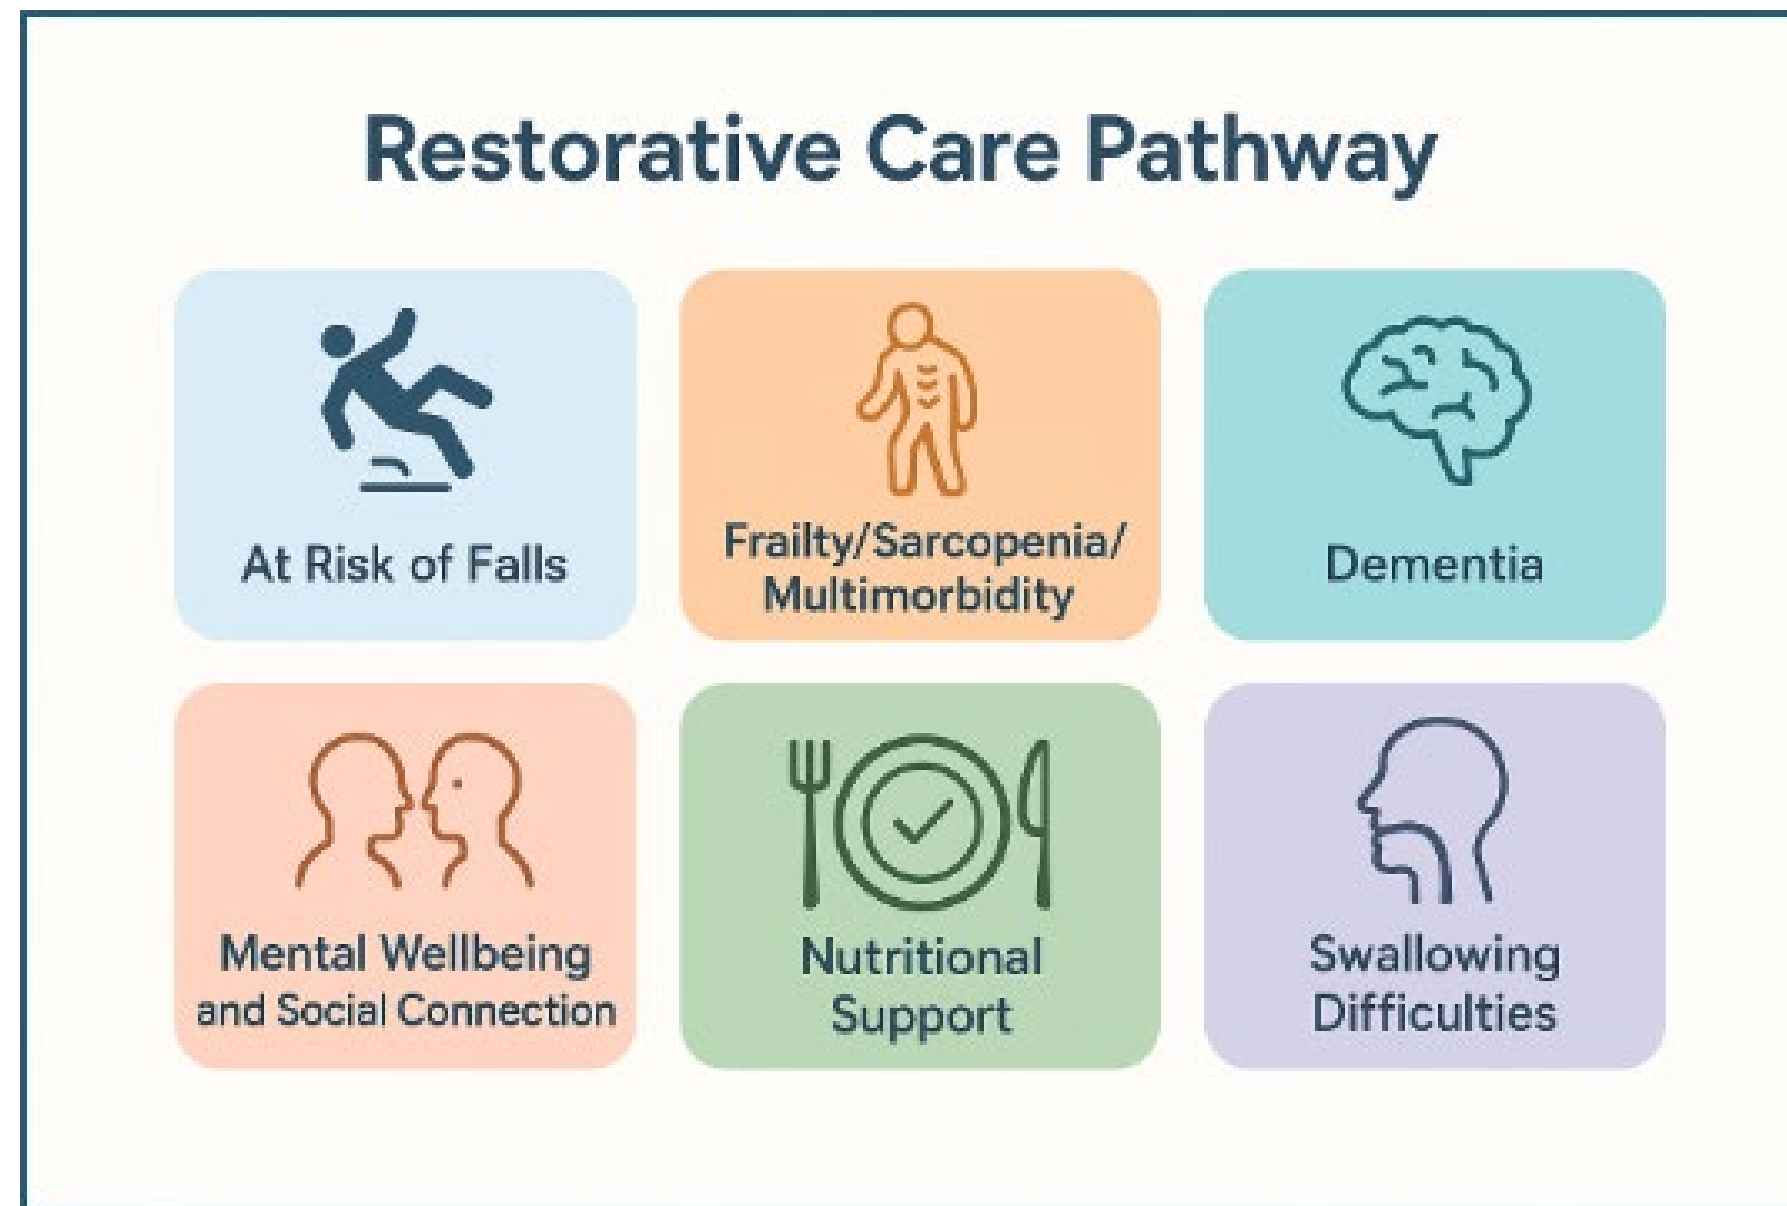 Restorative Care Pathway
At Risk of Falls
Frailty/Sarcopenia/
Multimorbidity
Dementia
Mental Wellbeing
and Social Connection
Nutritional
Support
Swallowing
Difficulties